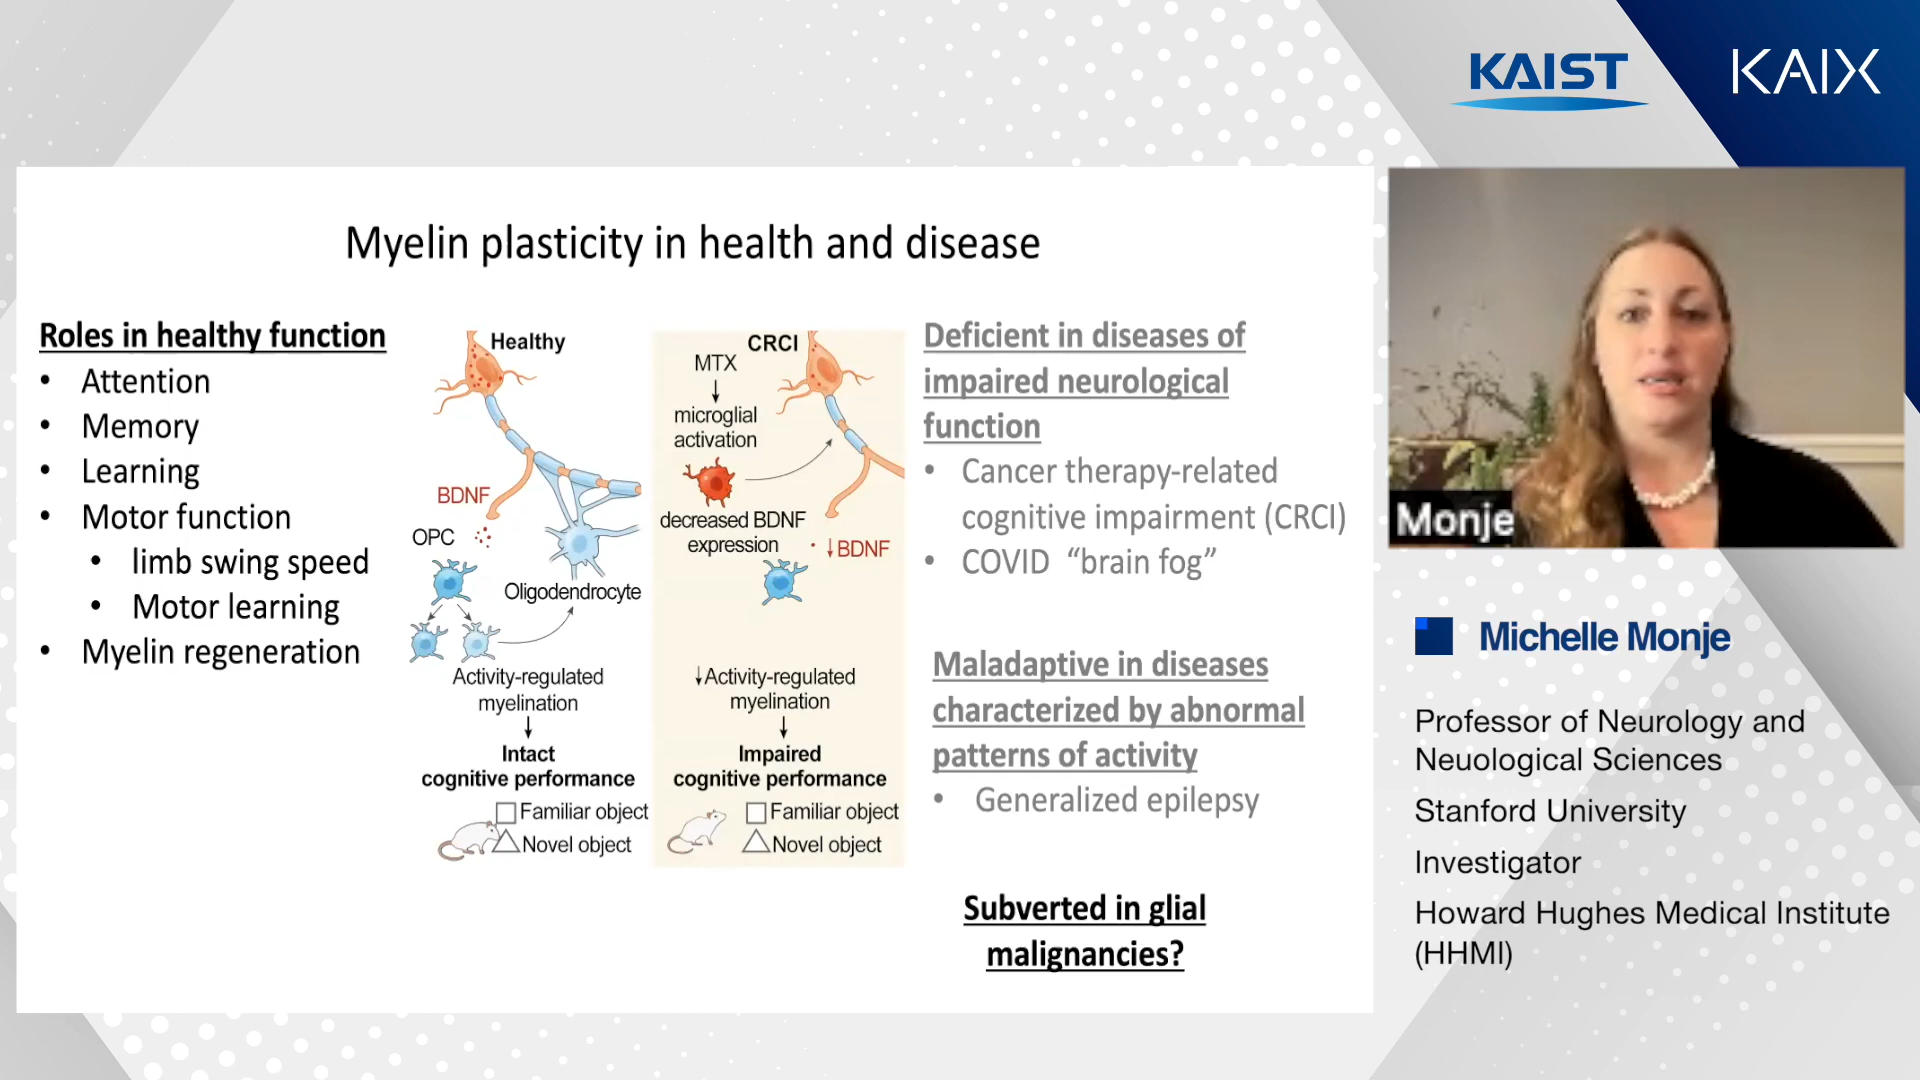 KAIST
KAIX
Myelin plasticity in health and disease
Roles in healthy function
• Attention
• Memory
• Learning
• Motor function
• limb swing speed
• Motor learning
• Myelin regeneration
Healthy
BDNF
OPC
Oligodendrocyte
Activity-regulated
myelination
Intact
cognitive performance
Familiar object
Novel object
CRCI
MTX
microglial
activation
decreased BDNF
expression
↓BDNF
↓Activity-regulated
myelination
Impaired
cognitive performance
Familiar object
Novel object
Deficient in diseases of
impaired neurological
function
• Cancer therapy-related
cognitive impairment (CRCI)
• COVID “brain fog”
Maladaptive in diseases
characterized by abnormal
patterns of activity
• Generalized epilepsy
Subverted in glial
malignancies?
Monje
Michelle Monje
Professor of Neurology and
Neuological Sciences
Stanford University
Investigator
Howard Hughes Medical Institute
(HHMI)